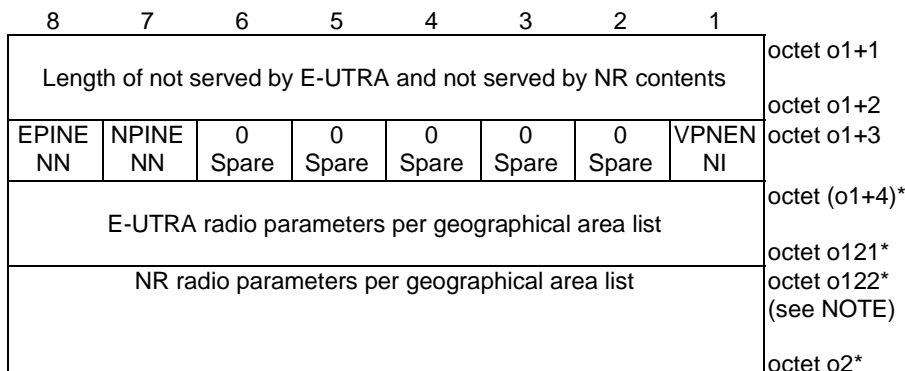 8 7 6 5 4 3 2 1
octet o1+1
Length of not served by E-UTRA and not served by NR contents
octet o1+2
EPINE NPINE 0 0 0 0 0 VPNEN octet o1+3
NN NN Spare Spare Spare Spare Spare NI
octet (o1+4)*
E-UTRA radio parameters per geographical area list
octet o121*
NR radio parameters per geographical area list octet o122*
(see NOTE)
octet o2*